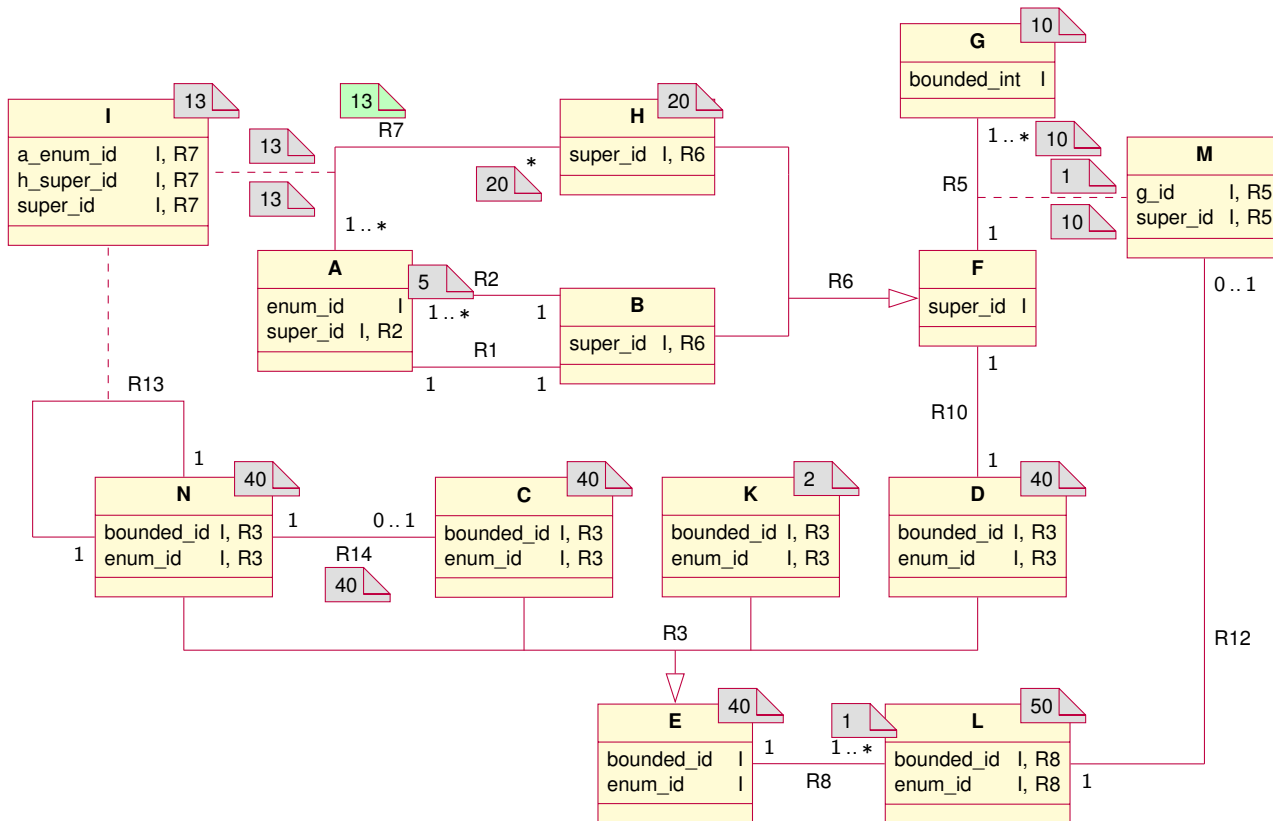 G
10
bounded_int I
1 .. *
10
I
13
a_enum_id I, R7
h_super_id I, R7
super_id I, R7
13
R7
13
13
H
20
super_id I, R6
*
20
M
g_id I, R5
super_id I, R5
R5
1
10
1 .. *
1
A
5
enum_id I
super_id I, R2
R2
1 .. *
1
R1
1
1
B
super_id I, R6
R6
F
super_id I
1
0 .. 1
R13
1
1
R10
1
N
40
bounded_id I, R3
enum_id I, R3
1
0 .. 1
R14
40
C
40
bounded_id I, R3
enum_id I, R3
K
2
bounded_id I, R3
enum_id I, R3
D
40
bounded_id I, R3
enum_id I, R3
R3
R12
E
40
bounded_id I
enum_id I
1
1
1 .. *
R8
L
50
bounded_id I, R8
enum_id I, R8
1